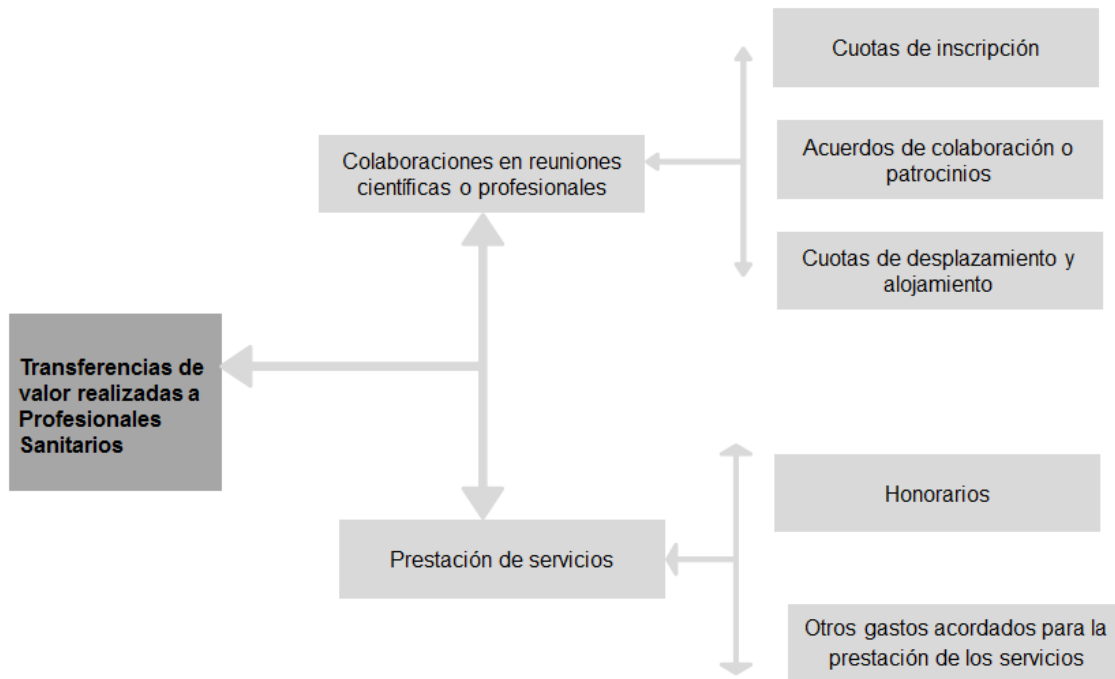 Cuotas de inscripción
Colaboraciones en reuniones
científicas o profesionales
Acuerdos de colaboración o
patrocinios
Cuotas de desplazamiento y
alojamiento
Transferencias de
valor realizadas a
Profesionales
Sanitarios
Prestación de servicios
Honorarios
Otros gastos acordados para la
prestación de los servicios